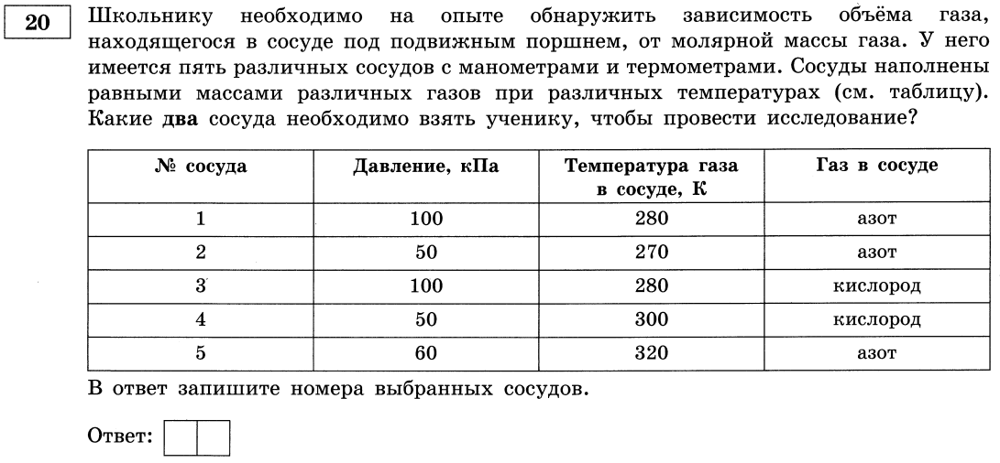 20
Школьнику необходимо на опыте обнаружить зависимость объёма газа,
находящегося в сосуде под подвижным поршнем, от молярной массы газа. У него
имеется пять различных сосудов с манометрами и термометрами. Сосуды наполнены
равными массами различных газов при различных температурах (см. таблицу).
Какие два сосуда необходимо взять ученику, чтобы провести исследование?
№ сосуда Давление, кПа Температура газа в сосуде, К Газ в сосуде
1 100 280 азот
2 50 270 азот
3 100 280 кислород
4 50 300 кислород
5 60 320 азот
В ответ запишите номера выбранных сосудов.
Ответ: